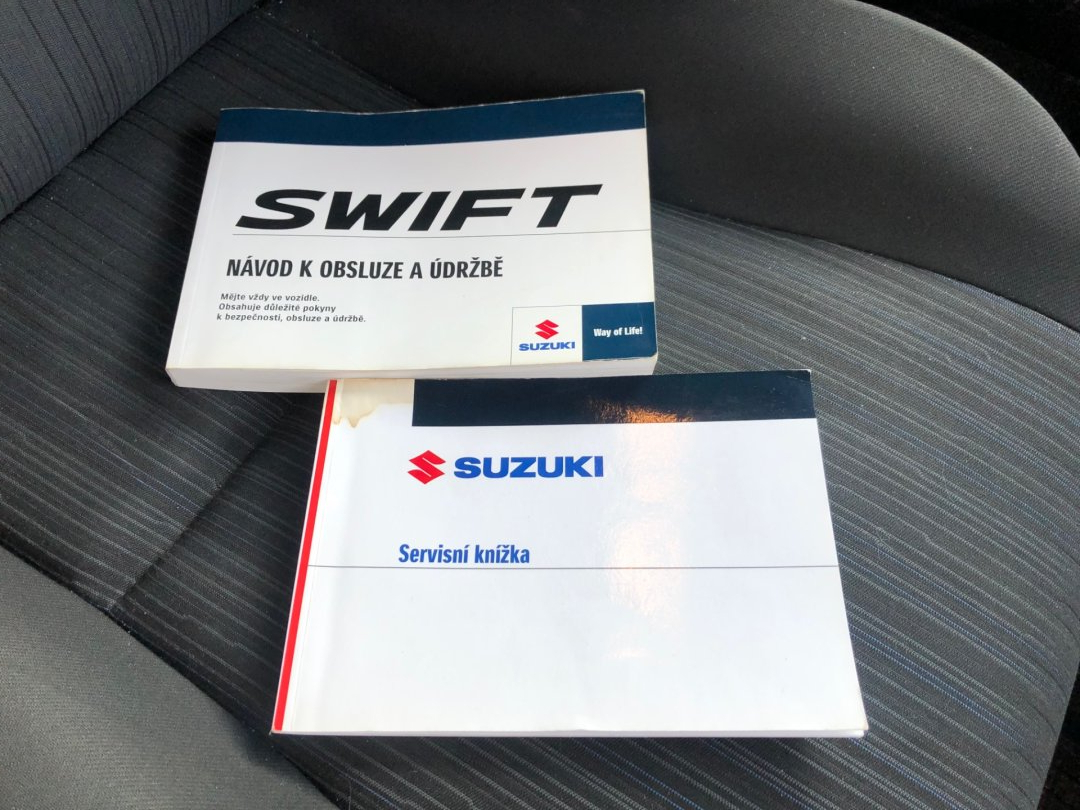 SWIFT
NÁVOD K OBSLUZE A ÚDRŽBĚ
Mějte vždy ve vozidle.
Obsahuje důležité pokyny
k bezpečnosti, obsluze a údržbě.
SUZUKI
Way of Life!
SUZUKI
Servisní knížka